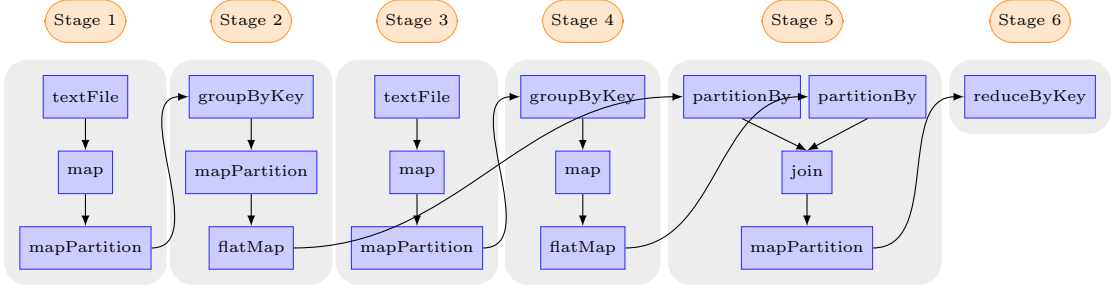 Stage 1
Stage 2
Stage 3
Stage 4
Stage 5
Stage 6
textFile
map
mapPartition
groupByKey
mapPartition
flatMap
textFile
map
mapPartition
groupByKey
map
flatMap
partitionBy
partitionBy
join
mapPartition
reduceByKey